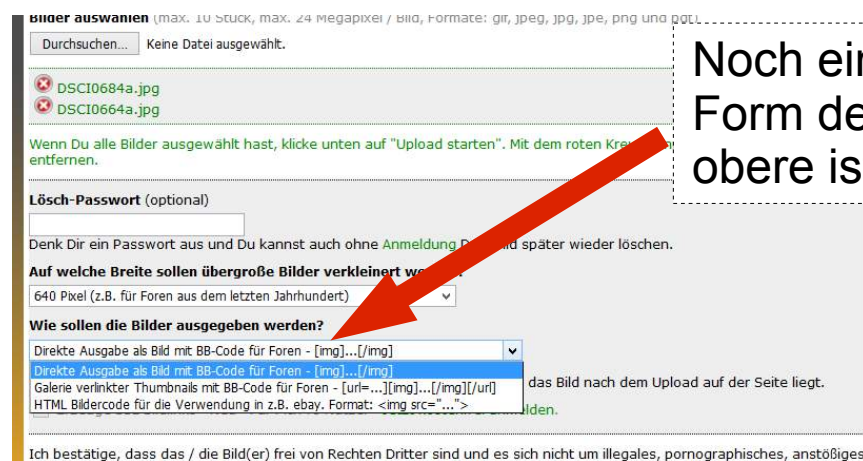 Bilder auswählen (max. 10 Stück, max. 24 Megapixel / Bild, Formate: gif, jpeg, jpg, jpe, png und pdf)
Durchsuchen... Keine Datei ausgewählt.
Noch ein
Form de
obere is
DSCI0684a.jpg
DSCI0664a.jpg
Wenn Du alle Bilder ausgewählt hast, klicke unten auf "Upload starten". Mit dem roten
entfernen.
Lösch-Passwort (optional)
Denk Dir ein Passwort aus und Du kannst auch ohne Anmeldung später wieder löschen.
Auf welche Breite sollen übergroße Bilder verkleinert
640 Pixel (z.B. für Foren aus dem letzten Jahrhundert)
Wie sollen die Bilder ausgegeben werden?
Direkte Ausgabe als Bild mit BB-Code für Foren - [img]...[/img]
Direkte Ausgabe als Bild mit BB-Code für Foren - [img]...[/img]
Galerie verlinkter Thumbnails mit BB-Code für Foren - [url=...][img]...[/img][/url] das Bild nach dem Upload auf der Seite liegt.
HTML Bildercode für die Verwendung in z.B. ebay. Format: <img src="...">
Ich bestätige, dass das / die Bild(er) frei von Rechten Dritter sind und es sich nicht um illegales, pornographisches, anstößiges